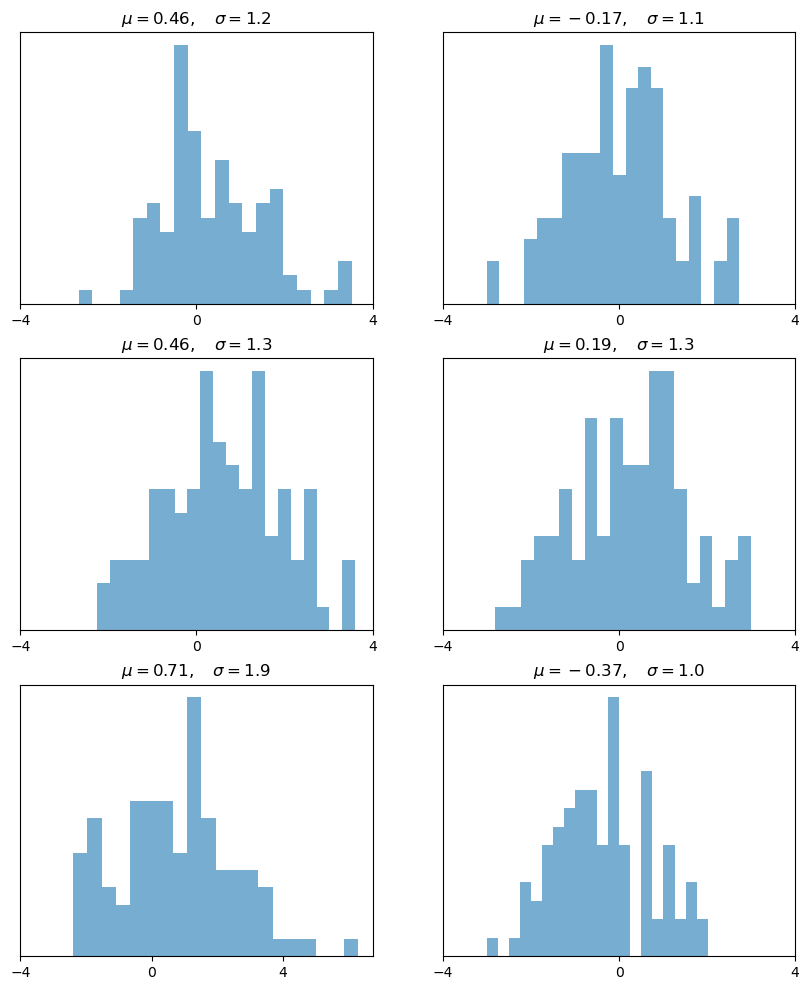 μ = 0.46, σ = 1.2
μ = −0.17, σ = 1.1
−4 0 4
−4 0 4
μ = 0.46, σ = 1.3
μ = 0.19, σ = 1.3
−4 0 4
−4 0 4
μ = 0.71, σ = 1.9
μ = −0.37, σ = 1.0
−4 0 4
−4 0 4